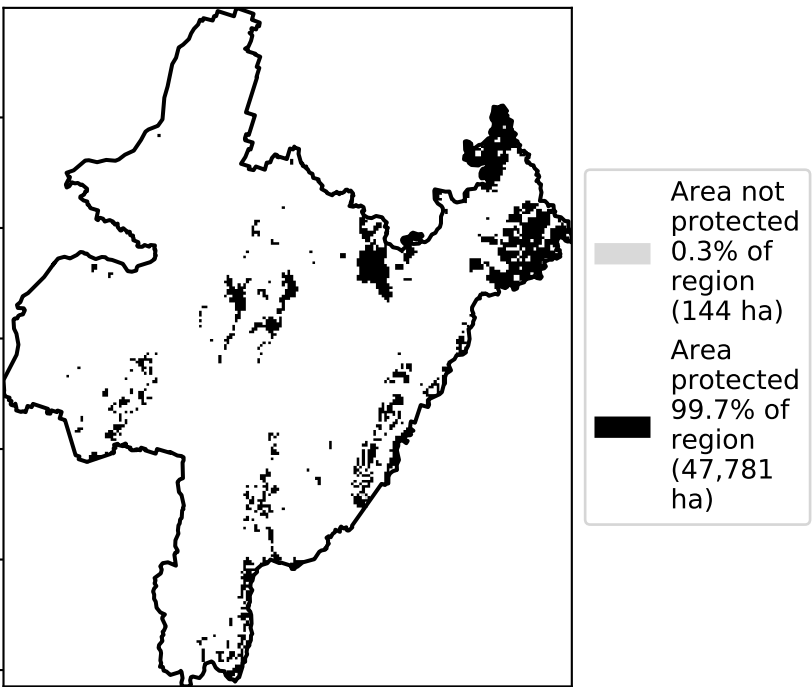 Area not
protected
0.3% of
region
(144 ha)
Area
protected
99.7% of
region
(47,781
ha)